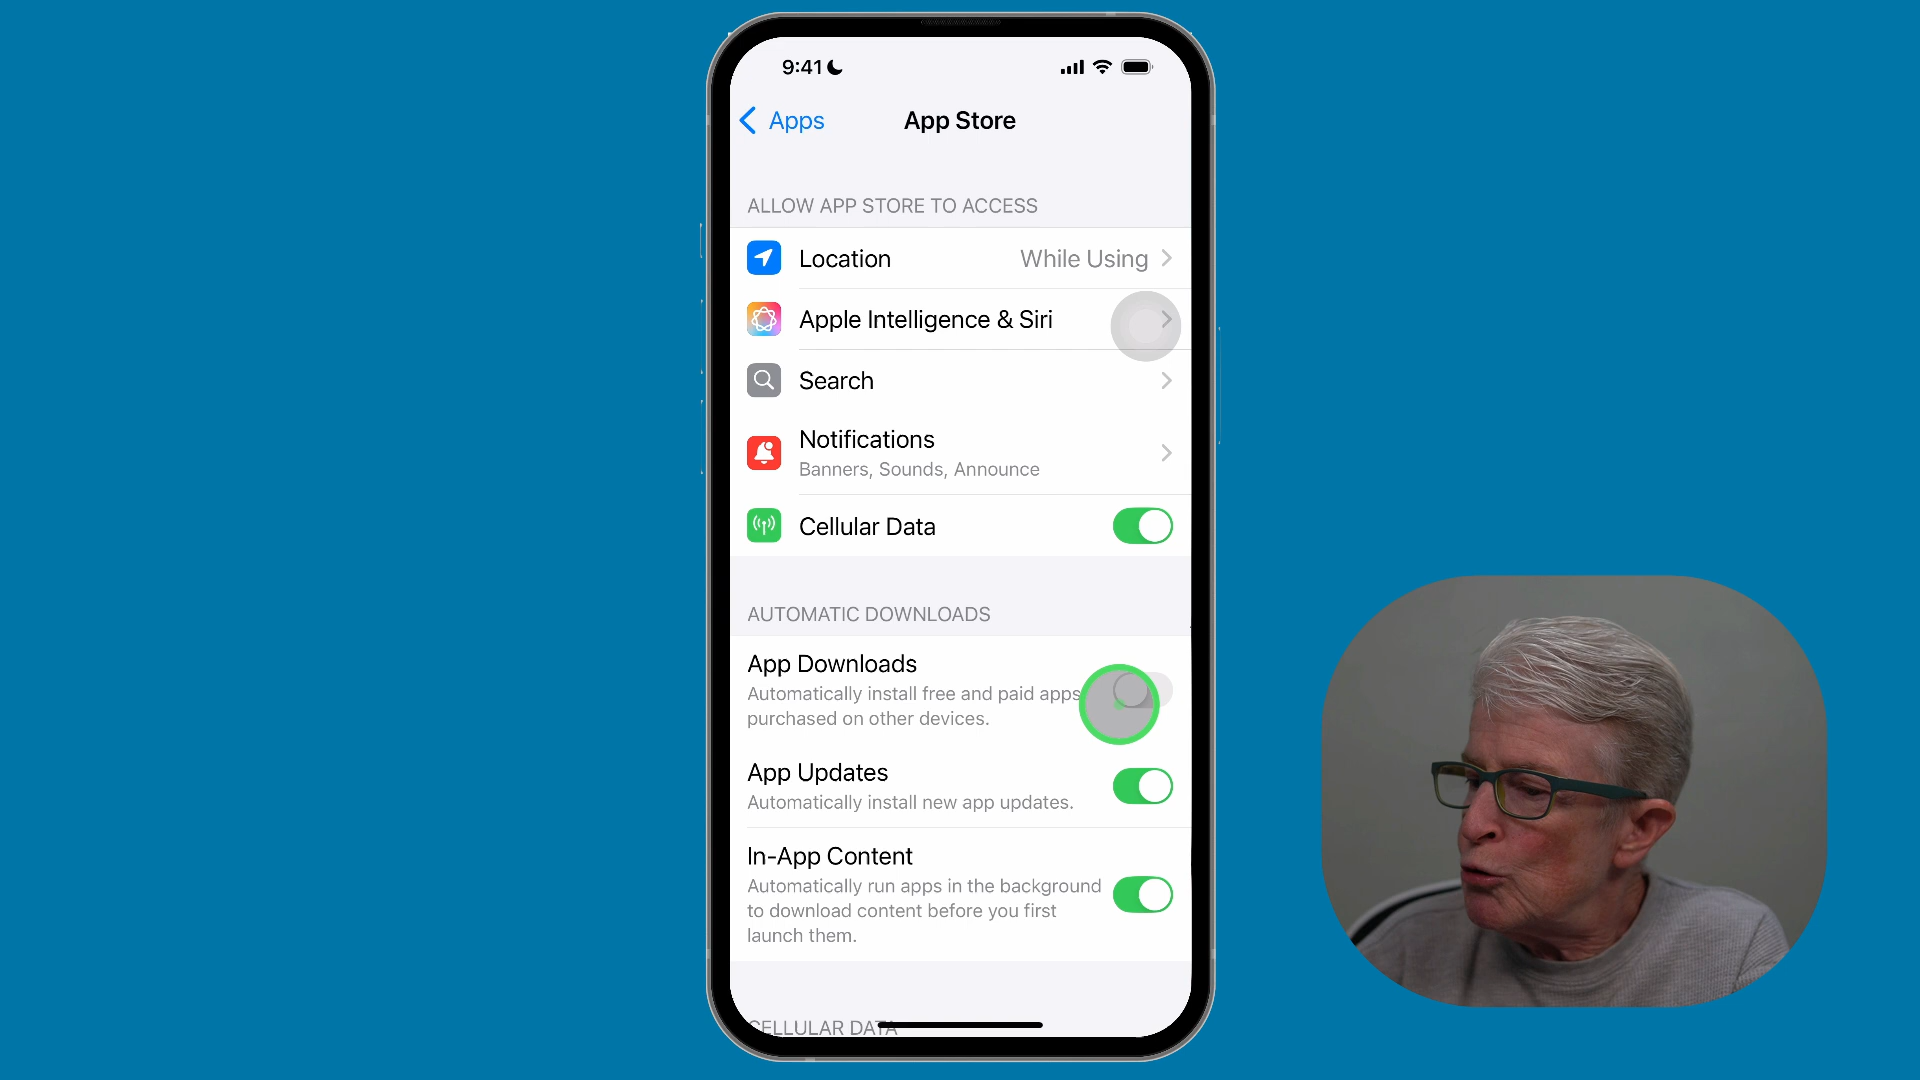 9:41
Apps
App Store
ALLOW APP STORE TO ACCESS
Location
While Using
Apple Intelligence & Siri
Search
Notifications
Banners, Sounds, Announce
Cellular Data
AUTOMATIC DOWNLOADS
App Downloads
Automatically install free and paid apps
purchased on other devices.
App Updates
Automatically install new app updates.
In-App Content
Automatically run apps in the background
to download content before you first
launch them.
CELLULAR DATA